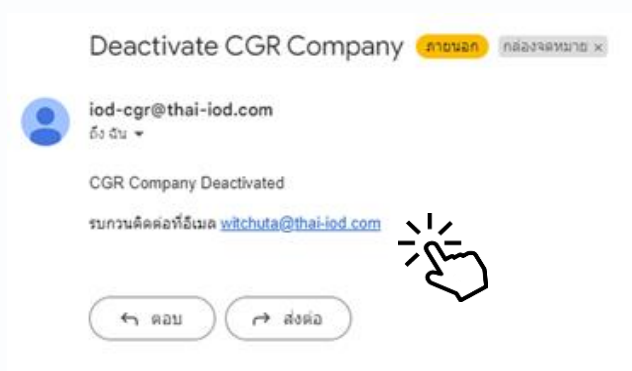 Deactivate CGR Company ภายนอก กล่องจดหมาย ×
iod-cgr@thai-iod.com
ถึง ฉัน
CGR Company Deactivated
รบกวนติดต่อที่อีเมล witchuta@thai-iod.com
ตอบ ส่งต่อ